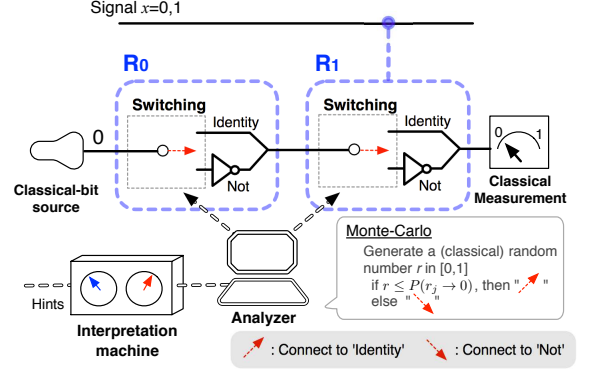 Signal x=0,1
R0
R1
Switching
Switching
Identity
Identity
0
Not
Not
0
1
Classical-bit
source
Classical
Measurement
Monte-Carlo
Generate a (classical) random
number r in [0,1]
if r ≤ P(rj → 0), then " "
else " "
Hints
Interpretation
machine
Analyzer
: Connect to 'Identity'
: Connect to 'Not'